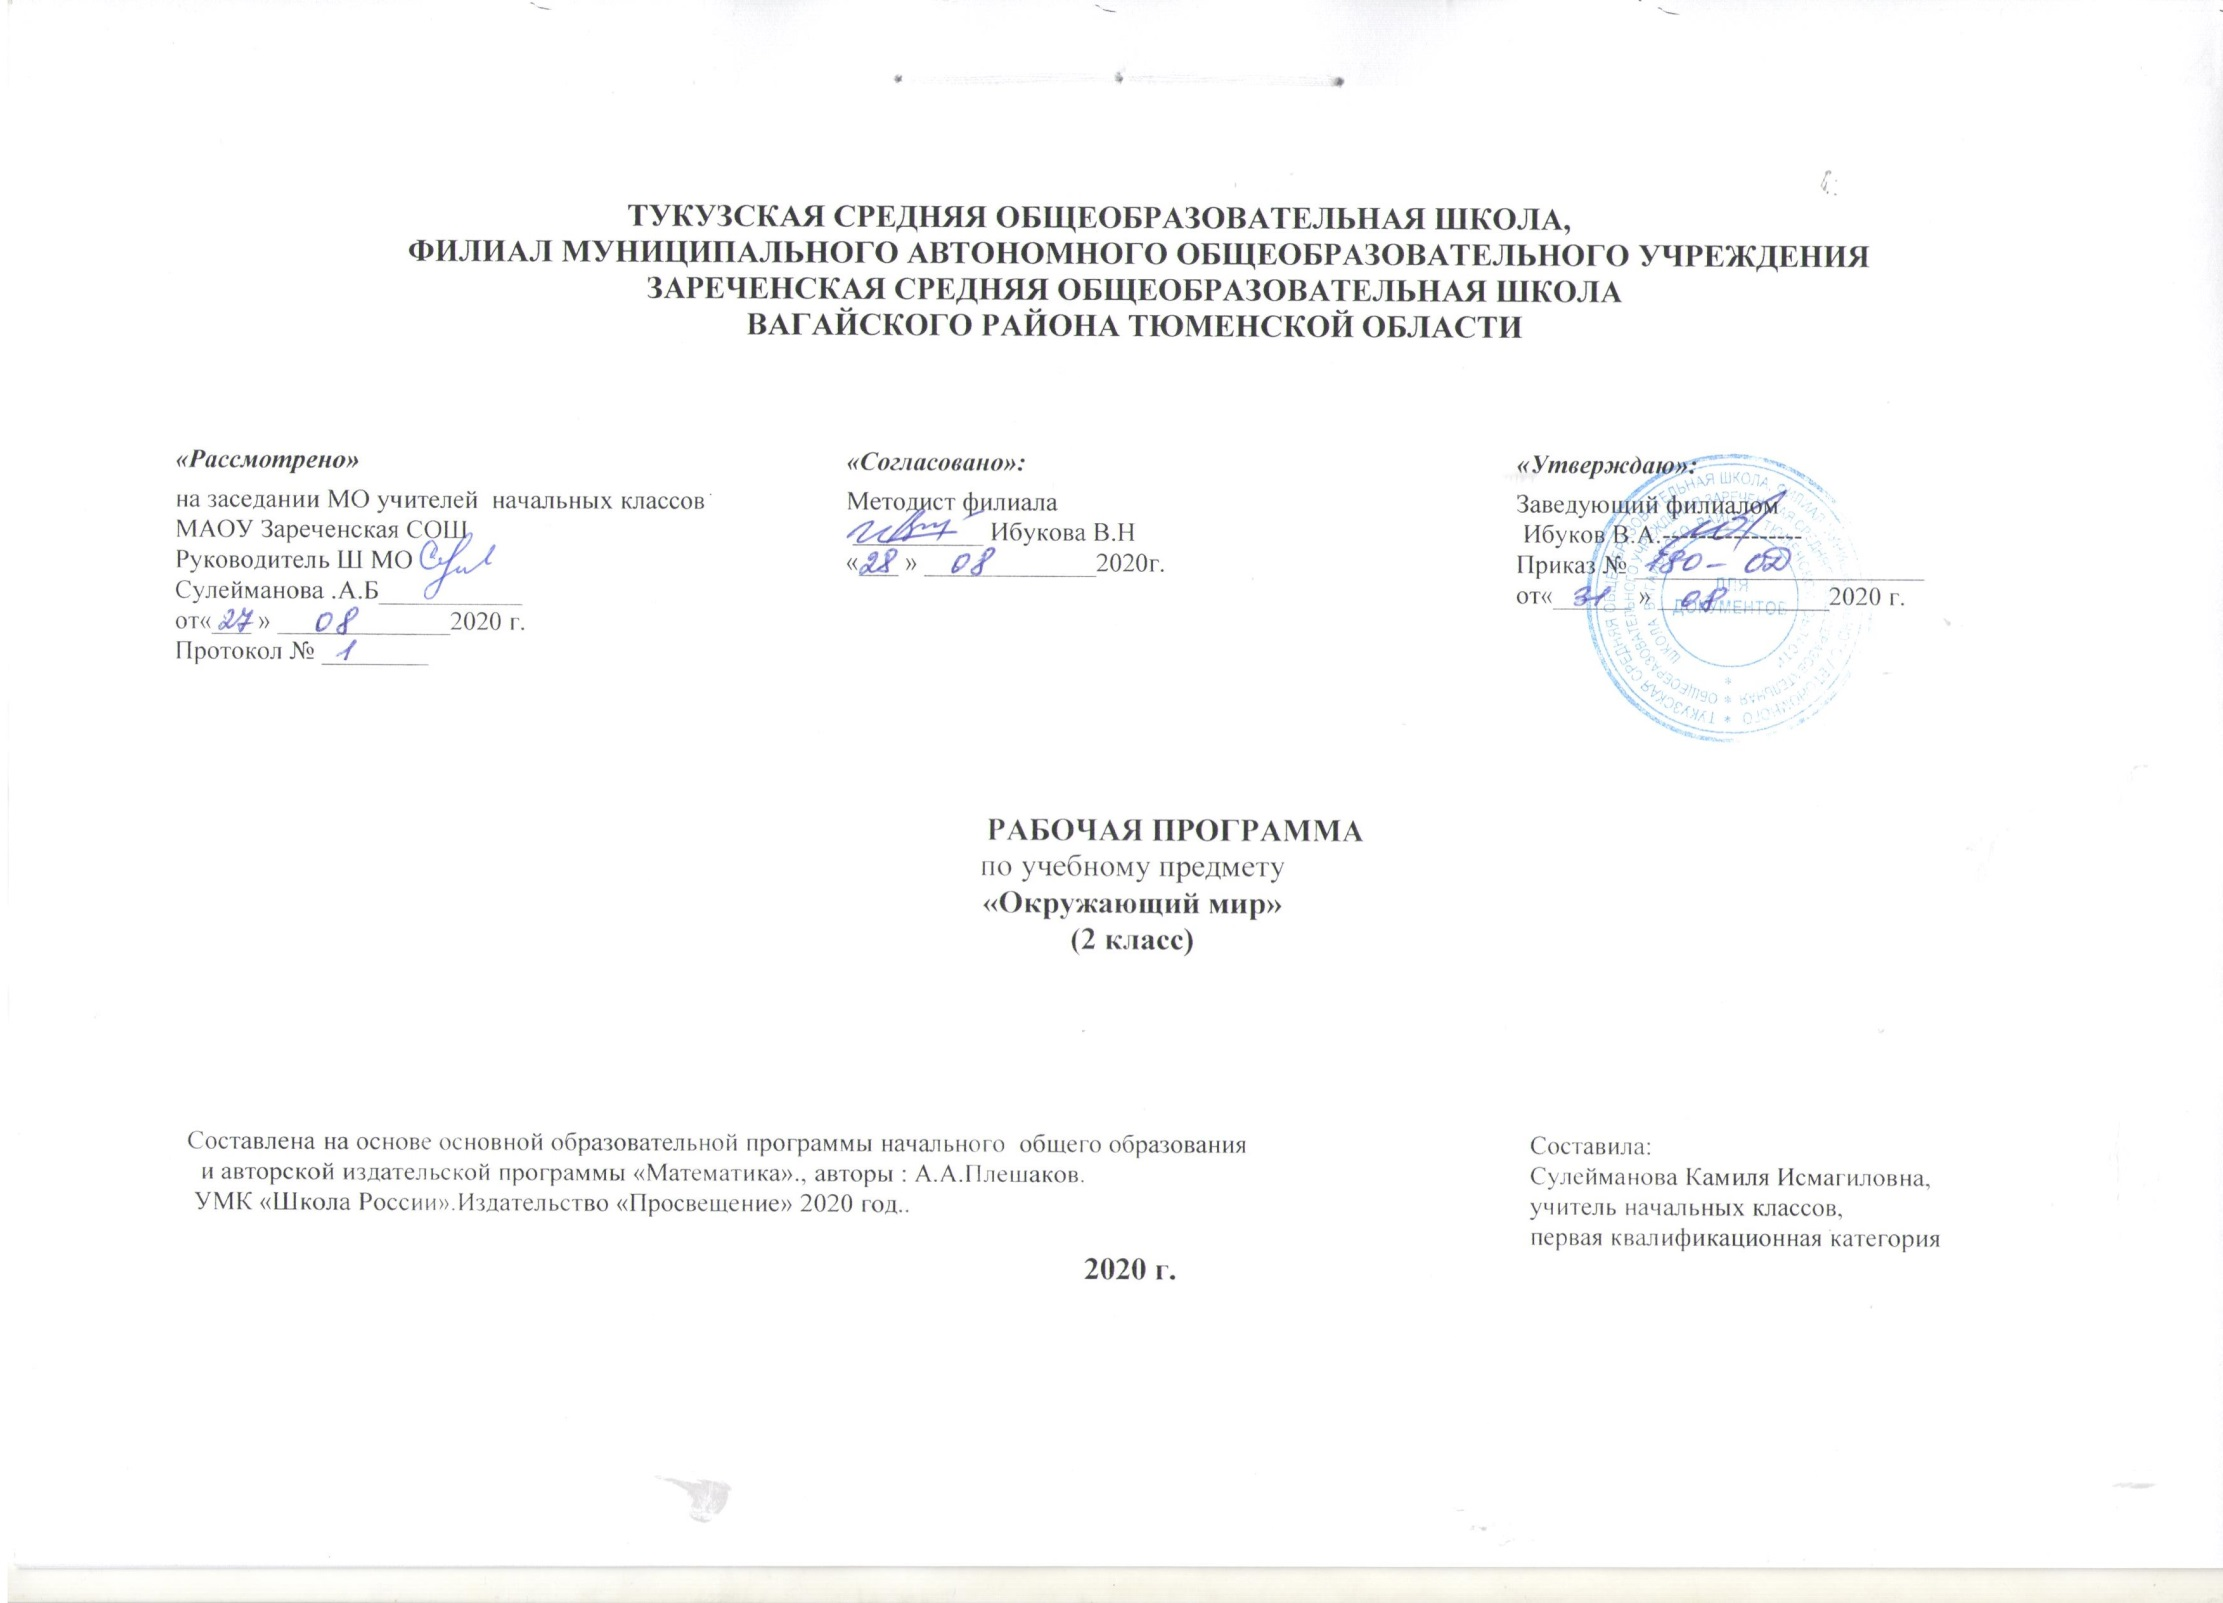 ТУКУЗСКАЯ СРЕДНЯЯ ОБЩЕОБРАЗОВАТЕЛЬНАЯ ШКОЛА,
ФИЛИАЛ МУНИЦИПАЛЬНОГО АВТОНОМНОГО ОБЩЕОБРАЗОВАТЕЛЬНОГО УЧРЕЖДЕНИЯ
ЗАРЕЧЕНСКАЯ СРЕДНЯЯ ОБЩЕОБРАЗОВАТЕЛЬНАЯ ШКОЛА
ВАГАЙСКОГО РАЙОНА ТЮМЕНСКОЙ ОБЛАСТИ
«Рассмотрено»
на заседании МО учителей начальных классов
МАОУ Зареченская СОШ
Руководитель Ш МО
Сулейманова .А.Б___________
от«27» 08 2020 г.
Протокол № 1
«Согласовано»:
Методист филиала
Ибукова В.Н
«28» 08 2020г.
«Утверждаю»:
Заведующий филиалом
Ибуков В.А.-----------------
Приказ № 180 – ОД
от«31» 08 2020 г.
ДЛЯ
ДОКУМЕНТОВ
РАБОЧАЯ ПРОГРАММА
по учебному предмету
«Окружающий мир»
(2 класс)
Составлена на основе основной образовательной программы начального общего образования
и авторской издательской программы «Математика»., авторы : А.А.Плешаков.
УМК «Школа России».Издательство «Просвещение» 2020 год..
Составила:
Сулейманова Камиля Исмагиловна,
учитель начальных классов,
первая квалификационная категория
2020 г.